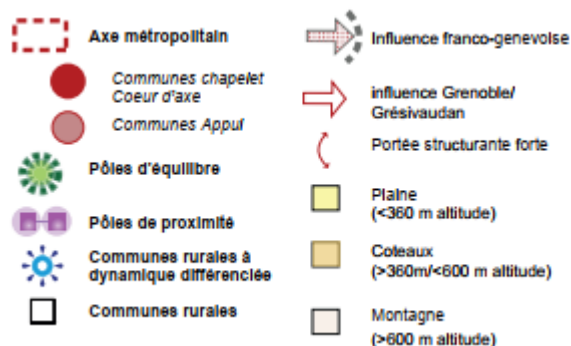 Axe métropolitain
Communes chapelet
Coeur d'axe
Communes Appui
Pôles d'équilibre
Pôles de proximité
Communes rurales à
dynamique différenciée
Communes rurales
Influence franco-genevoise
influence Grenoble/
Grésivaudan
Portée structurante forte
Plaine
(<360 m altitude)
Coteaux
(>360m/<600 m altitude)
Montagne
(>600 m altitude)